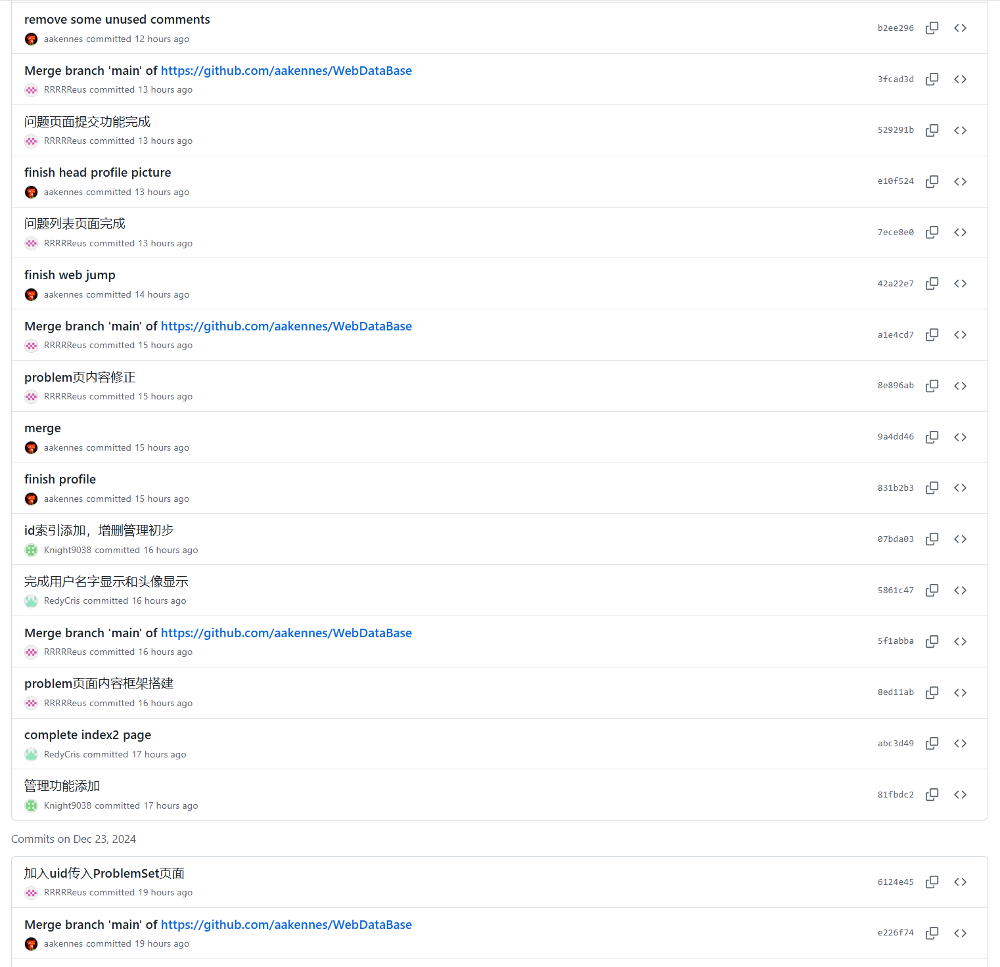 remove some unused comments
aakennes committed 12 hours ago
b2ee296
Merge branch 'main' of https://github.com/aakennes/WebDataBase
RRRRReus committed 13 hours ago
3fcad3d
问题页面提交功能完成
RRRRReus committed 13 hours ago
529291b
finish head profile picture
aakennes committed 13 hours ago
e10f524
问题列表页面完成
RRRRReus committed 13 hours ago
7ece8e0
finish web jump
aakennes committed 14 hours ago
42a22e7
Merge branch 'main' of https://github.com/aakennes/WebDataBase
RRRRReus committed 15 hours ago
a1e4cd7
problem页内容修正
RRRRReus committed 15 hours ago
8e896ab
merge
aakennes committed 15 hours ago
9a4dd46
finish profile
aakennes committed 15 hours ago
831b2b3
id索引添加，增删管理初步
Knight9038 committed 16 hours ago
07bda03
完成用户名字显示和头像显示
RedyCris committed 16 hours ago
5861c47
Merge branch 'main' of https://github.com/aakennes/WebDataBase
RRRRReus committed 16 hours ago
5f1abba
problem页面内容框架搭建
RRRRReus committed 16 hours ago
8ed11ab
complete index2 page
RedyCris committed 17 hours ago
abc3d49
管理功能添加
Knight9038 committed 17 hours ago
81fbdc2
Commits on Dec 23, 2024
加入uid传入ProblemSet页面
RRRRReus committed 19 hours ago
6124e45
Merge branch 'main' of https://github.com/aakennes/WebDataBase
aakennes committed 19 hours ago
e226f74